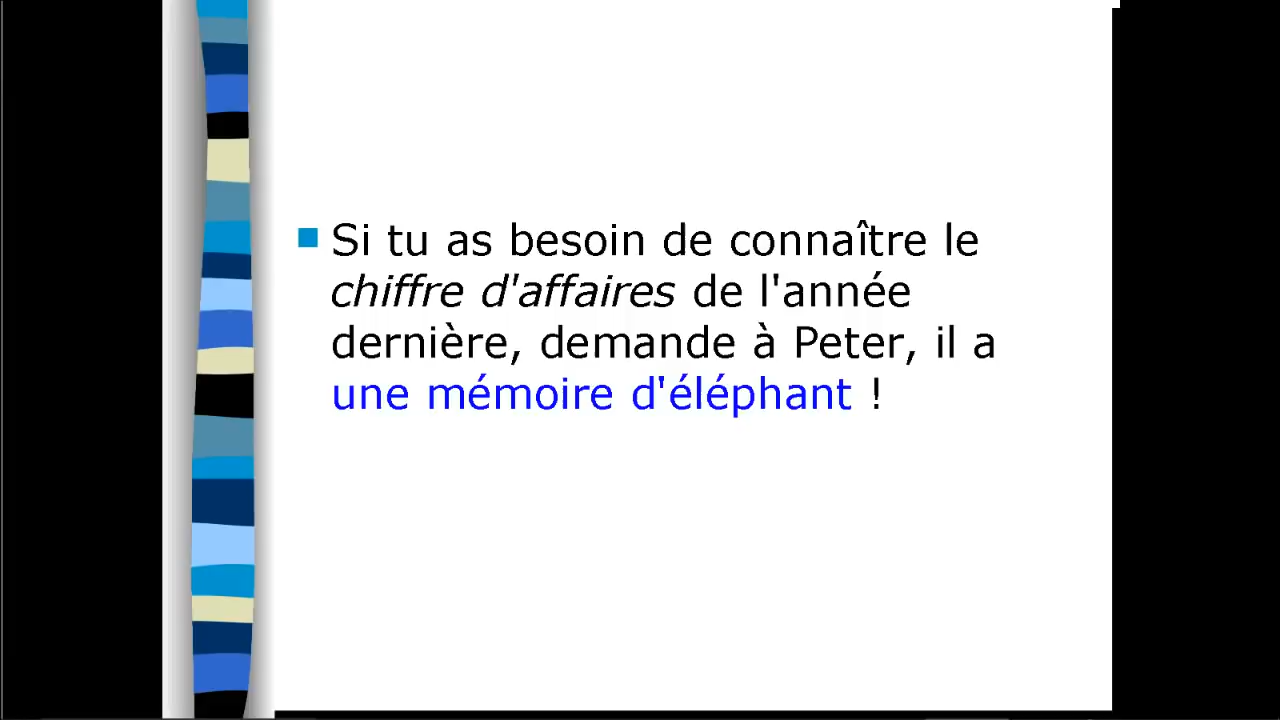 Si tu as besoin de connaître le
chiffre d'affaires de l'année
dernière, demande à Peter, il a
une mémoire d'éléphant !